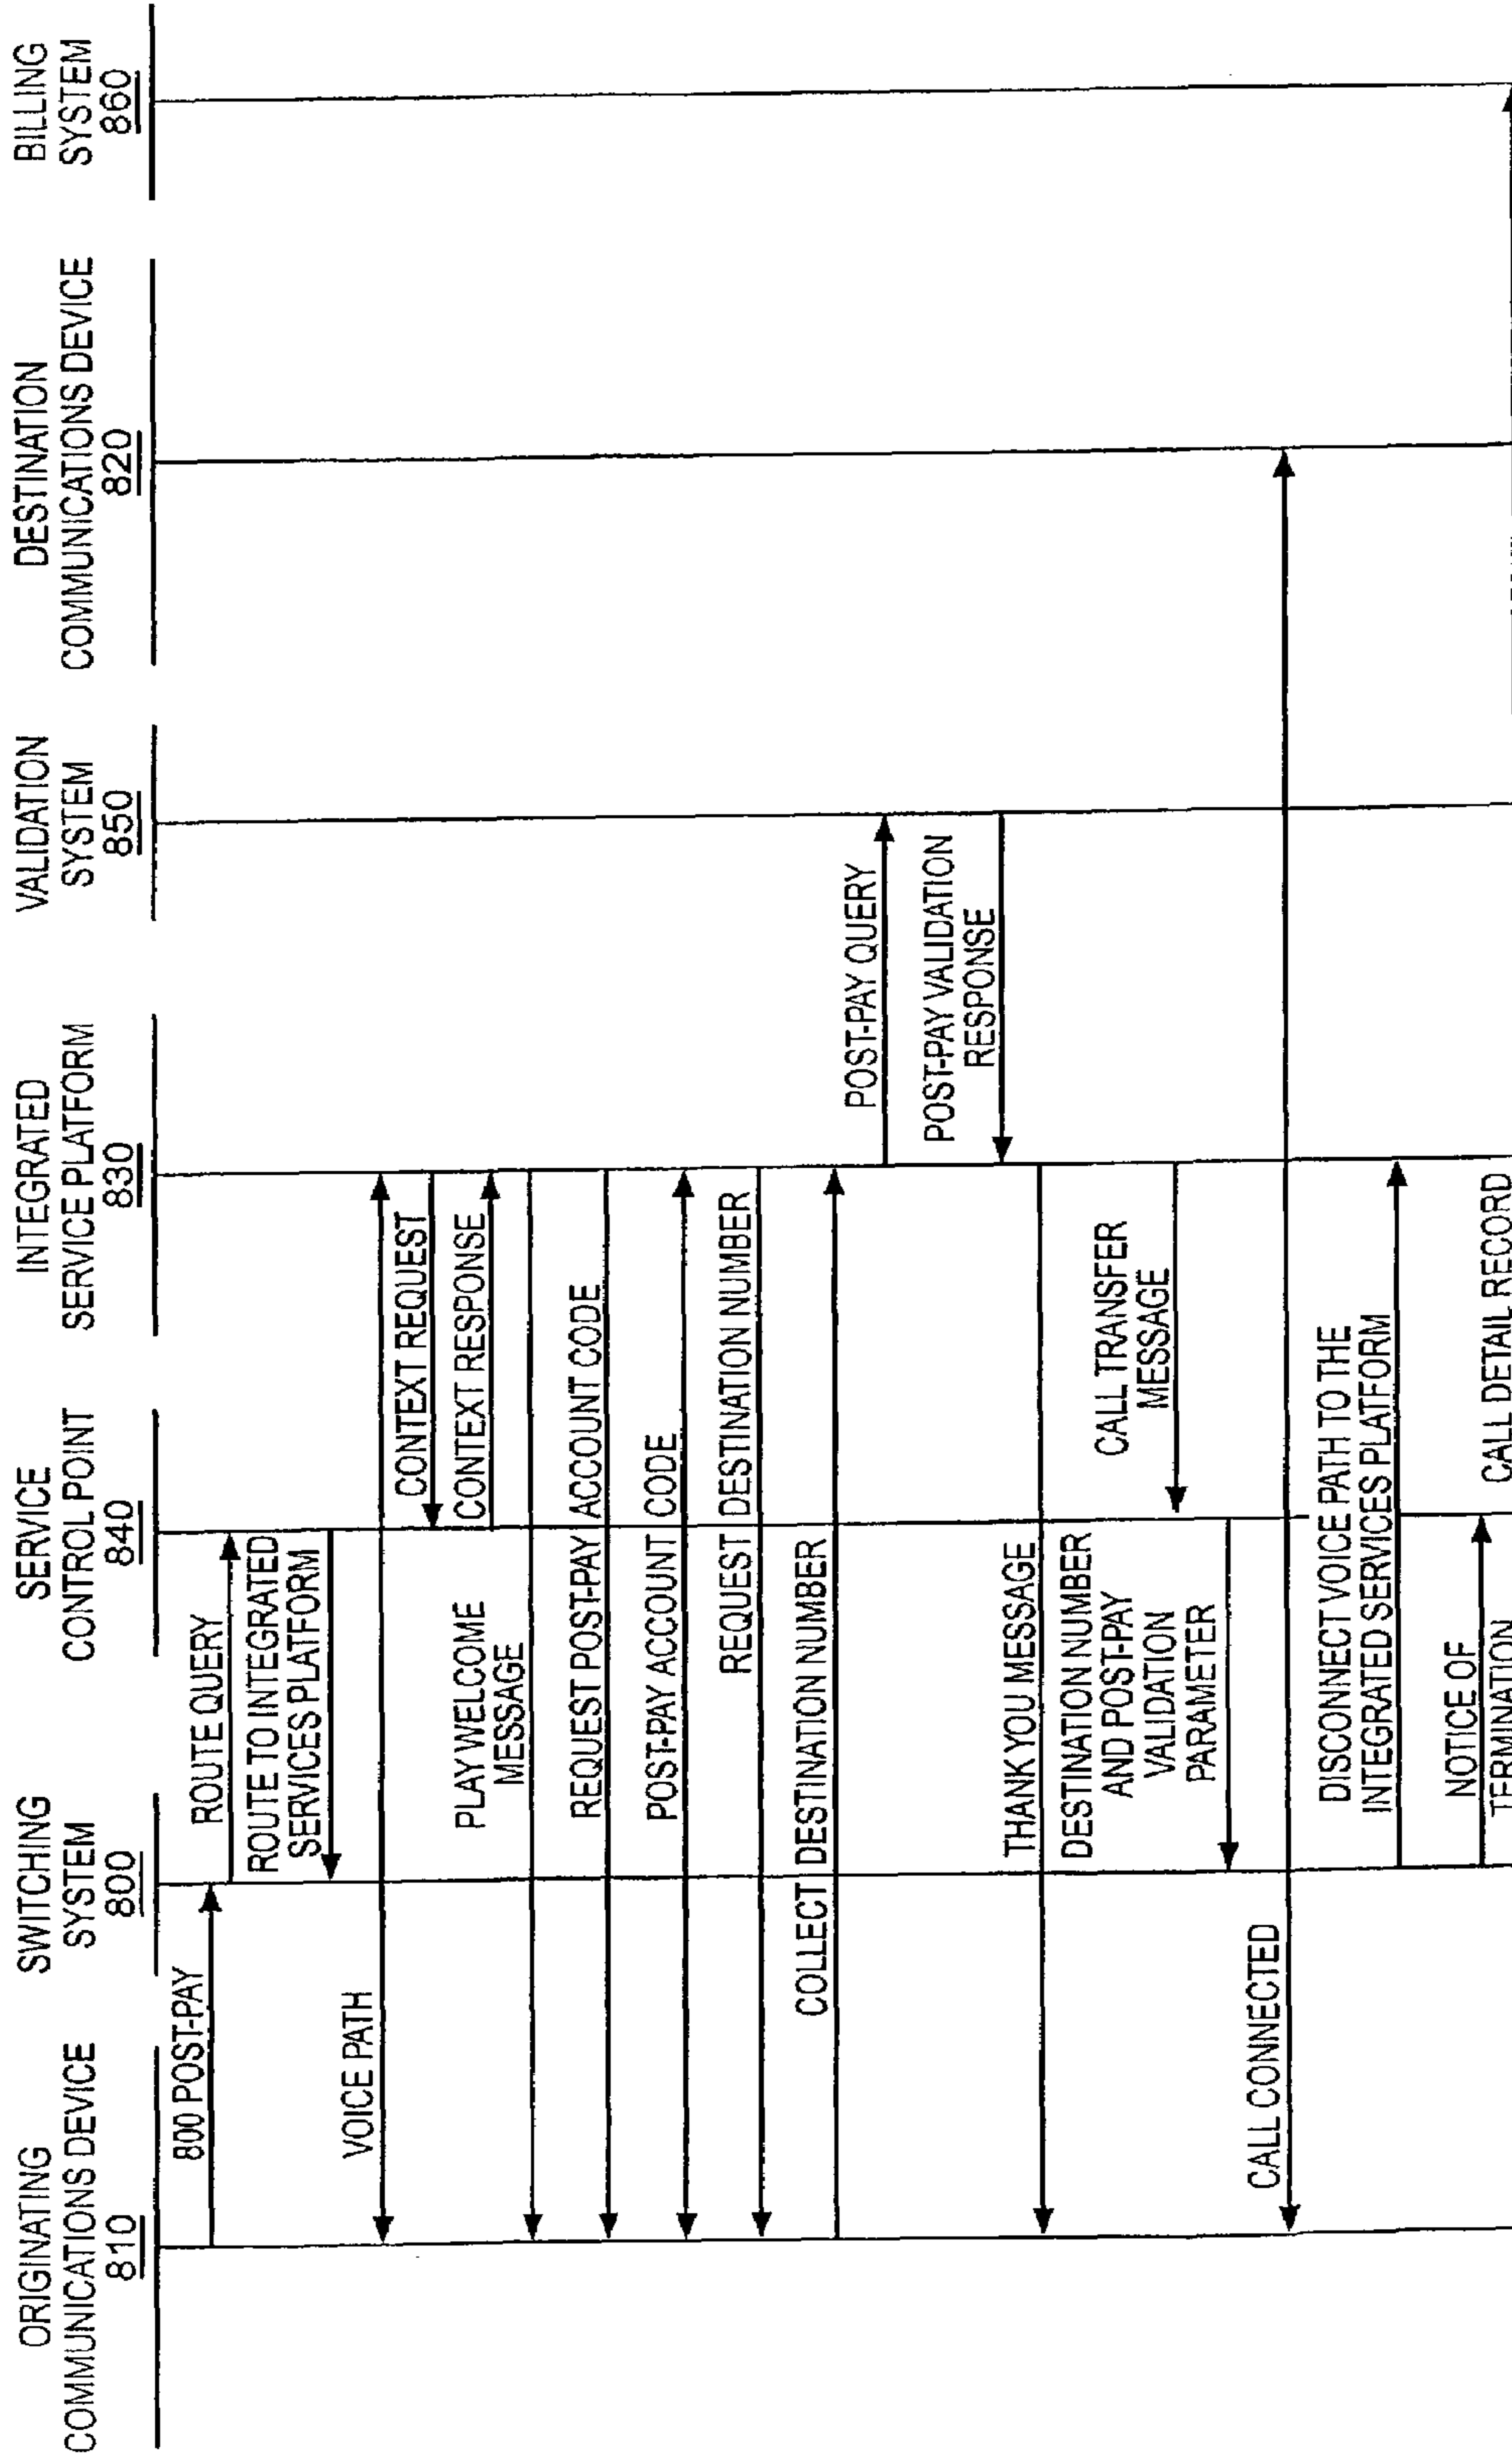 ORIGINATING
COMMUNICATIONS DEVICE
810
SWITCHING
SYSTEM
800
SERVICE
CONTROL POINT
840
INTEGRATED
SERVICE PLATFORM
830
VALIDATION
SYSTEM
850
DESTINATION
COMMUNICATIONS DEVICE
820
BILLING
SYSTEM
860
800 POST-PAY
ROUTE QUERY
ROUTE TO INTEGRATED
SERVICES PLATFORM
VOICE PATH
CONTEXT REQUEST
CONTEXT RESPONSE
PLAY WELCOME
MESSAGE
REQUEST POST-PAY ACCOUNT CODE
POST-PAY ACCOUNT CODE
REQUEST DESTINATION NUMBER
COLLECT DESTINATION NUMBER
POST-PAY QUERY
POST-PAY VALIDATION
RESPONSE
THANK YOU MESSAGE
CALL TRANSFER
MESSAGE
DESTINATION NUMBER
AND POST-PAY
VALIDATION
PARAMETER
CALL CONNECTED
DISCONNECT VOICE PATH TO THE
INTEGRATED SERVICES PLATFORM
NOTICE OF
TERMINATION
CALL DETAIL RECORD